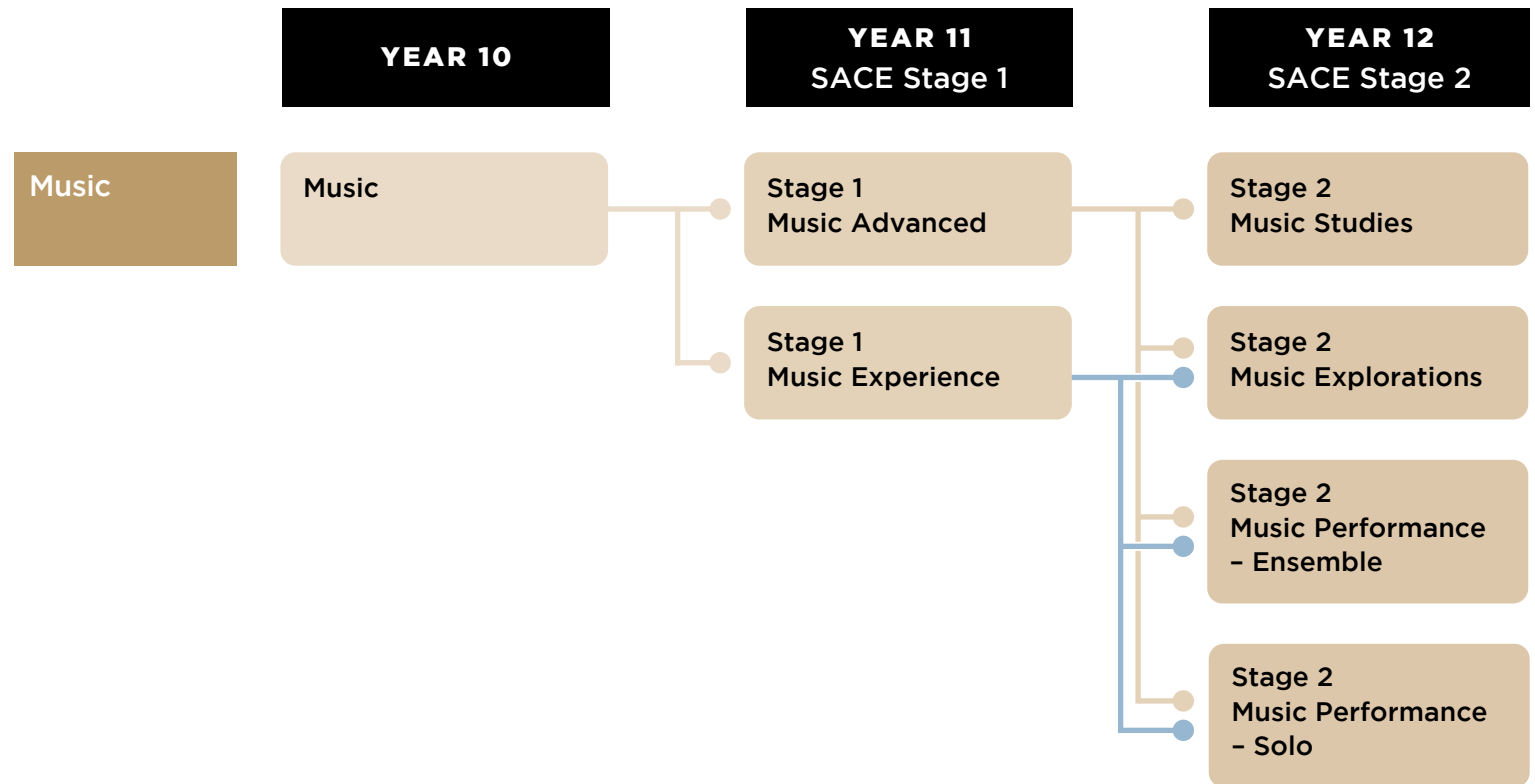 YEAR 10
YEAR 11
SACE Stage 1
YEAR 12
SACE Stage 2
Music
Music
Stage 1
Music Advanced
Stage 2
Music Studies
Stage 1
Music Experience
Stage 2
Music Explorations
Stage 2
Music Performance
– Ensemble
Stage 2
Music Performance
– Solo